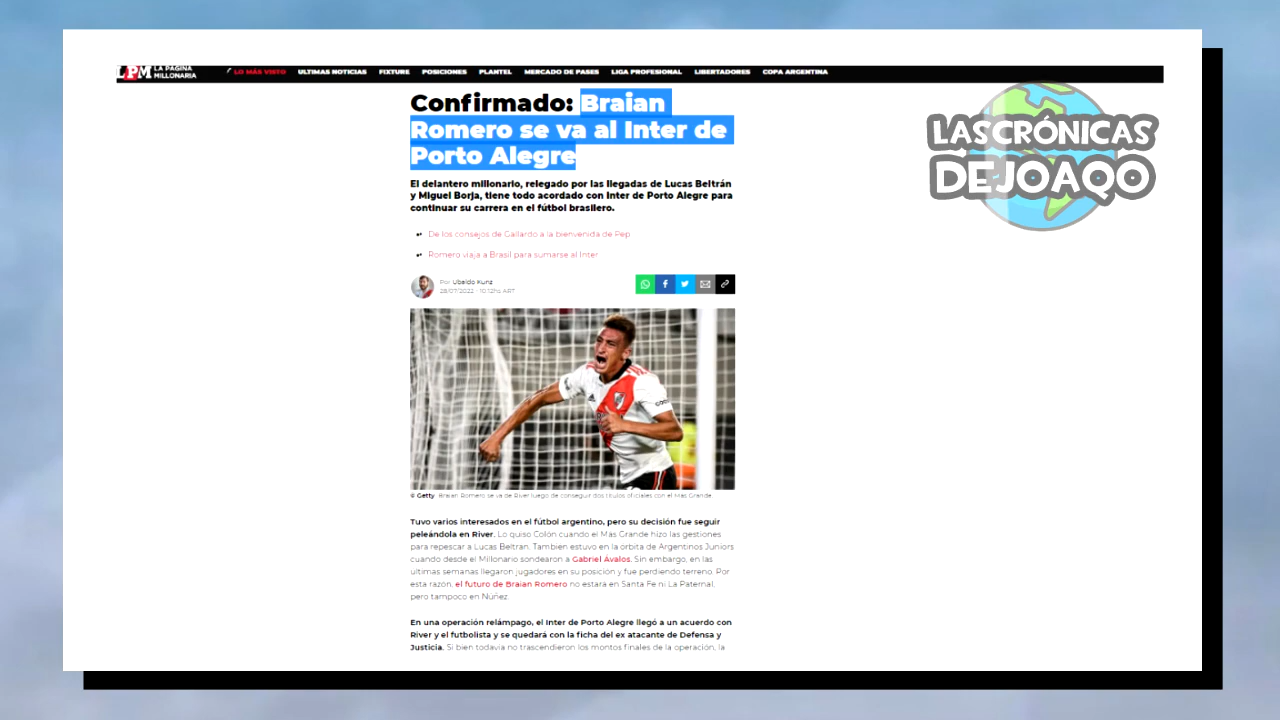 LPM LA PAGINA
MILLONARIA
LO MÁS VISTO ULTIMAS NOTICIAS FIXTURE POSICIONES PLANTEL MERCADO DE PASES LIGA PROFESIONAL LIBERTADORES COPA ARGENTINA
Confirmado: Braian
Romero se va al Inter de
Porto Alegre
LASCRÓNICAS
DEJOAQO
El delantero millonario, relegado por las llegadas de Lucas Beltrán
y Miguel Borja, tiene todo acordado con Inter de Porto Alegre para
continuar su carrera en el fútbol brasilero.
De los consejos de Gallardo a la bienvenida de Pep
Romero viaja a Brasil para sumarse al Inter
Por Ubaldo Kunz
28/07/2022 - 10:12hs ART
© Getty Braian Romero se va de River luego de conseguir dos títulos oficiales con el Mas Grande.
Tuvo varios interesados en el fútbol argentino, pero su decisión fue seguir
peleándola en River. Lo quiso Colón cuando el Mas Grande hizo las gestiones
para repescar a Lucas Beltran. Tambien estuvo en la orbita de Argentinos Juniors
cuando desde el Millonario sondearon a Gabriel Ávalos. Sin embargo, en las
ultimas semanas llegaron jugadores en su posición y fue perdiendo terreno. Por
esta razón, el futuro de Braian Romero no estará en Santa Fe ni La Paternal,
pero tampoco en Núñez.
En una operación relámpago, el Inter de Porto Alegre llegó a un acuerdo con
River y el futbolista y se quedará con la ficha del ex atacante de Defensa y
Justicia. Si bien todavía no trascendieron los montos finales de la operación, la